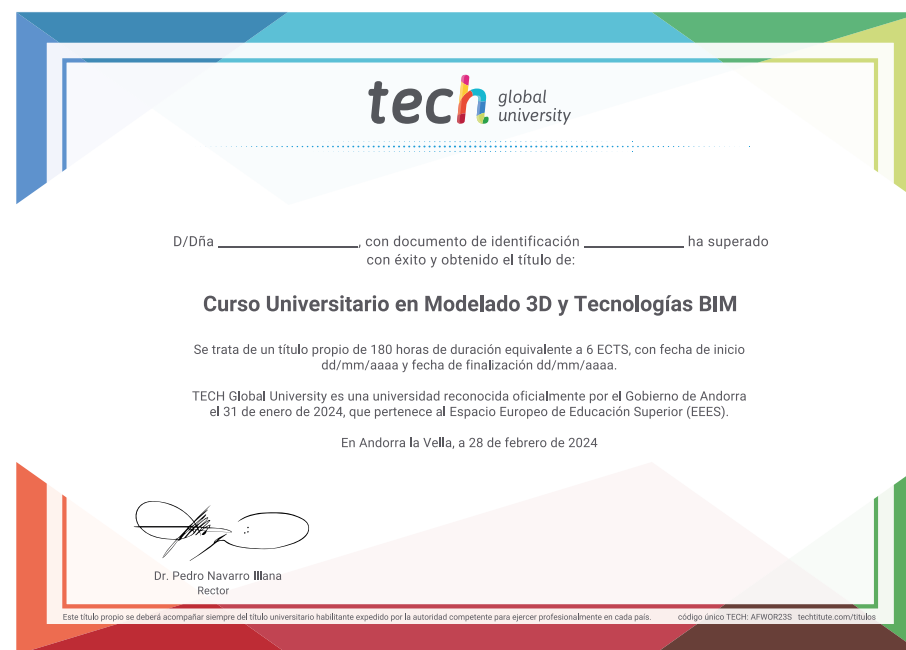 tech global university
D/Dña ____________, con documento de identificación ____________ ha superado
con éxito y obtenido el título de:
Curso Universitario en Modelado 3D y Tecnologías BIM
Se trata de un título propio de 180 horas de duración equivalente a 6 ECTS, con fecha de inicio
dd/mm/aaaa y fecha de finalización dd/mm/aaaa.
TECH Global University es una universidad reconocida oficialmente por el Gobierno de Andorra
el 31 de enero de 2024, que pertenece al Espacio Europeo de Educación Superior (EEES).
En Andorra la Vella, a 28 de febrero de 2024
Dr. Pedro Navarro Illana
Rector
Este título propio se deberá acompañar siempre del título universitario habilitante expedido por la autoridad competente para ejercer profesionalmente en cada país. código único TECH: AFWOR23S techtitute.com/titulos